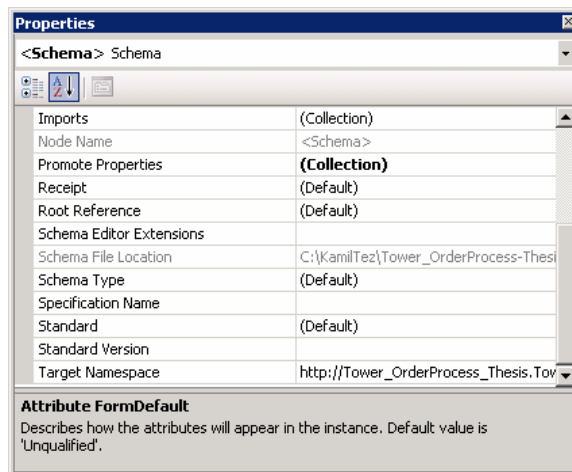 Properties
<Schema> Schema
Imports (Collection)
Node Name <Schema>
Promote Properties (Collection)
Receipt (Default)
Root Reference (Default)
Schema Editor Extensions
Schema File Location C:\KamilTez\Tower_OrderProcess-Thesi
Schema Type (Default)
Specification Name
Standard (Default)
Standard Version
Target Namespace http://Tower_OrderProcess_Thesis.Tow
Attribute FormDefault
Describes how the attributes will appear in the instance. Default value is
'Unqualified'.